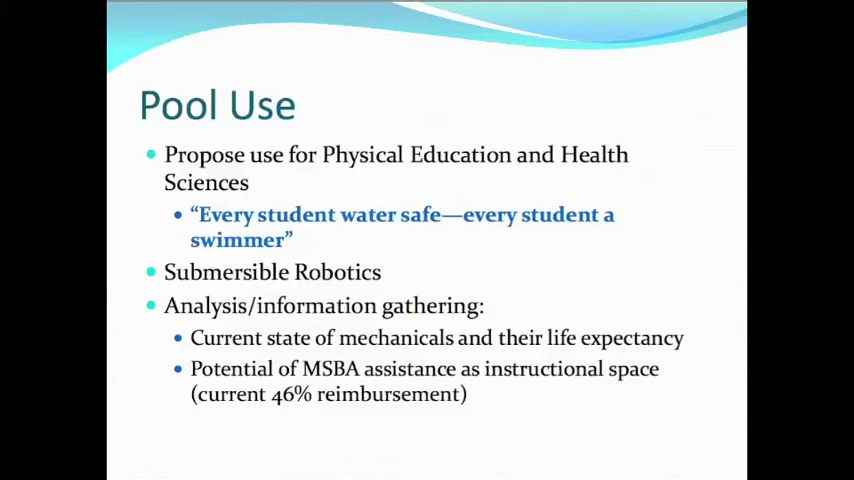 Pool Use
• Propose use for Physical Education and Health
Sciences
• “Every student water safe—every student a
swimmer”
• Submersible Robotics
• Analysis/information gathering:
• Current state of mechanicals and their life expectancy
• Potential of MSBA assistance as instructional space
(current 46% reimbursement)